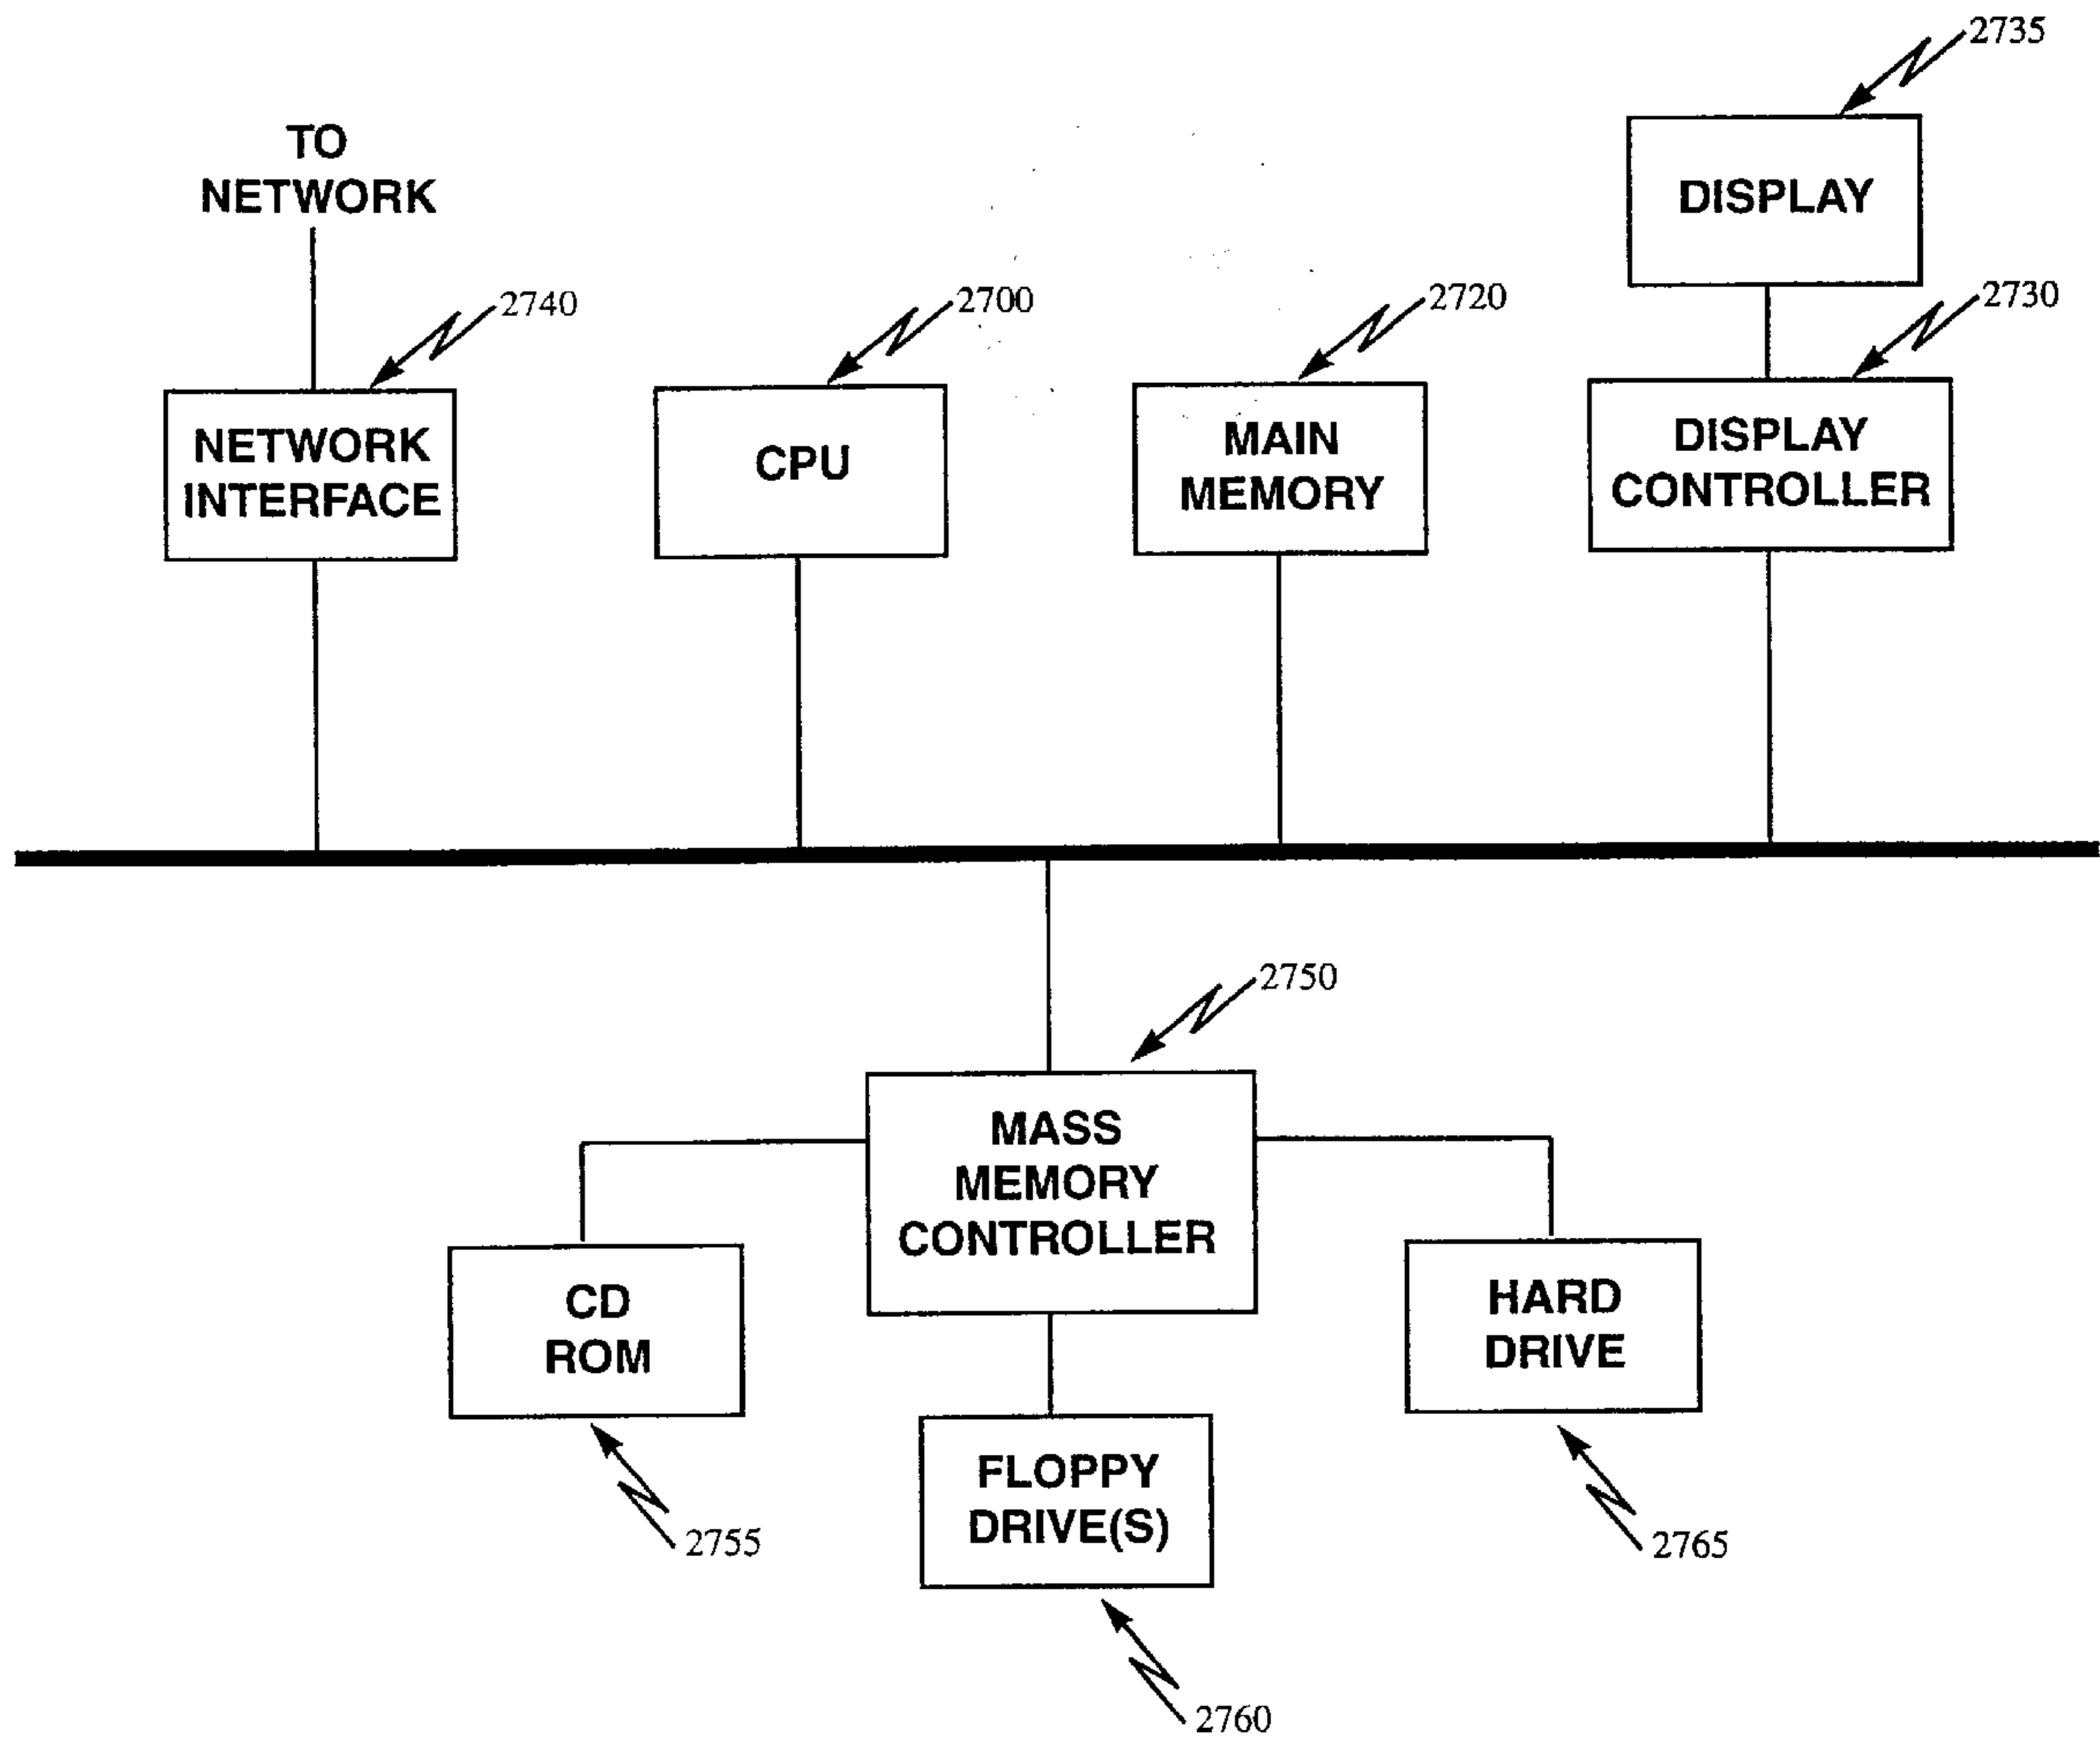 2735
TO
NETWORK
DISPLAY
2740
2700
2720
2730
NETWORK
INTERFACE
CPU
MAIN
MEMORY
DISPLAY
CONTROLLER
2750
MASS
MEMORY
CONTROLLER
CD
ROM
HARD
DRIVE
FLOPPY
DRIVE(S)
2755
2765
2760